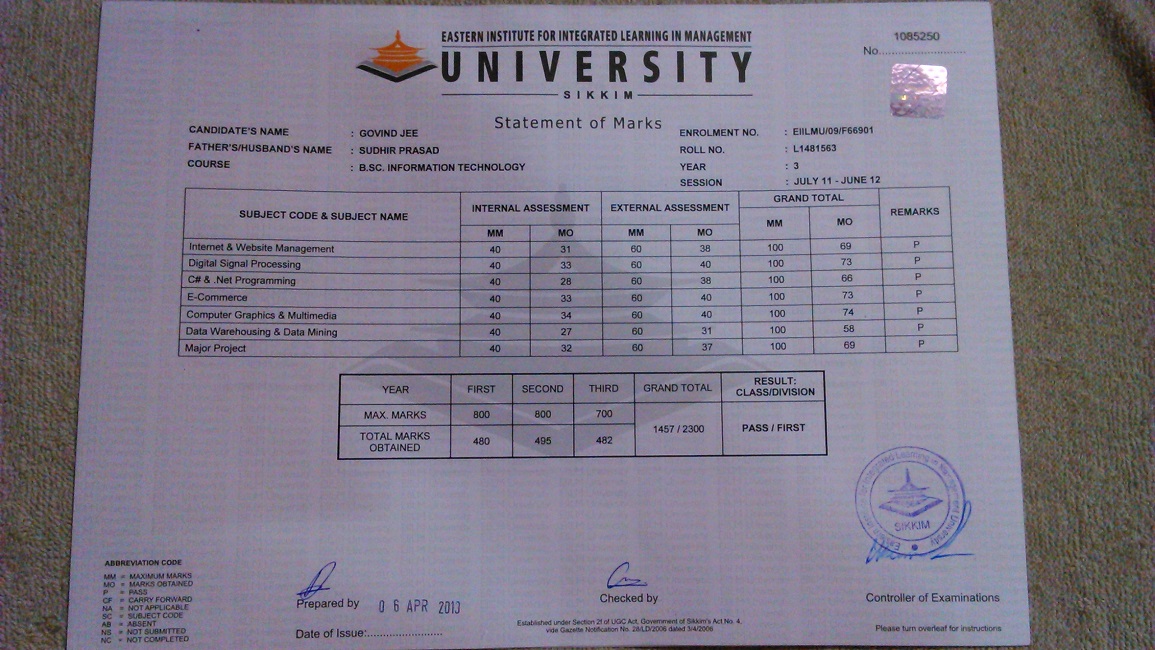 EASTERN INSTITUTE FOR INTEGRATED LEARNING IN MANAGEMENT
UNIVERSITY
SIKKIM
1085250
No.........................
Statement of Marks
CANDIDATE'S NAME : GOVIND JEE
FATHER'S/HUSBAND'S NAME : SUDHIR PRASAD
COURSE : B.SC. INFORMATION TECHNOLOGY
ENROLMENT NO. : EIILMU/09/F66901
ROLL NO. : L1481563
YEAR : 3
SESSION : JULY 11 - JUNE 12
SUBJECT CODE & SUBJECT NAME INTERNAL ASSESSMENT EXTERNAL ASSESSMENT GRAND TOTAL REMARKS
MM MO MM MO MM MO
Internet & Website Management 40 31 60 38 100 69 P
Digital Signal Processing 40 33 60 40 100 73 P
C# & .Net Programming 40 28 60 38 100 66 P
E-Commerce 40 33 60 40 100 73 P
Computer Graphics & Multimedia 40 34 60 40 100 74 P
Data Warehousing & Data Mining 40 27 60 31 100 58 P
Major Project 40 32 60 37 100 69 P
YEAR FIRST SECOND THIRD GRAND TOTAL RESULT: CLASS/DIVISION
MAX. MARKS 800 800 700 1457 / 2300 PASS / FIRST
TOTAL MARKS OBTAINED 480 495 482
SIKKIM
ABBREVIATION CODE
MM = MAXIMUM MARKS
MO = MARKS OBTAINED
P = PASS
CF = CARRY FORWARD
NA = NOT APPLICABLE
SC = SUBJECT CODE
AB = ABSENT
NS = NOT SUBMITTED
NC = NOT COMPLETED
Prepared by
06 APR 2013
Date of Issue:.........................
Checked by
Established under Section 2f of UGC Act, Government of Sikkim's Act No. 4,
vide Gazette Notification No. 28/LD/2006 dated 3/4/2006
Controller of Examinations
Please turn overleaf for instructions